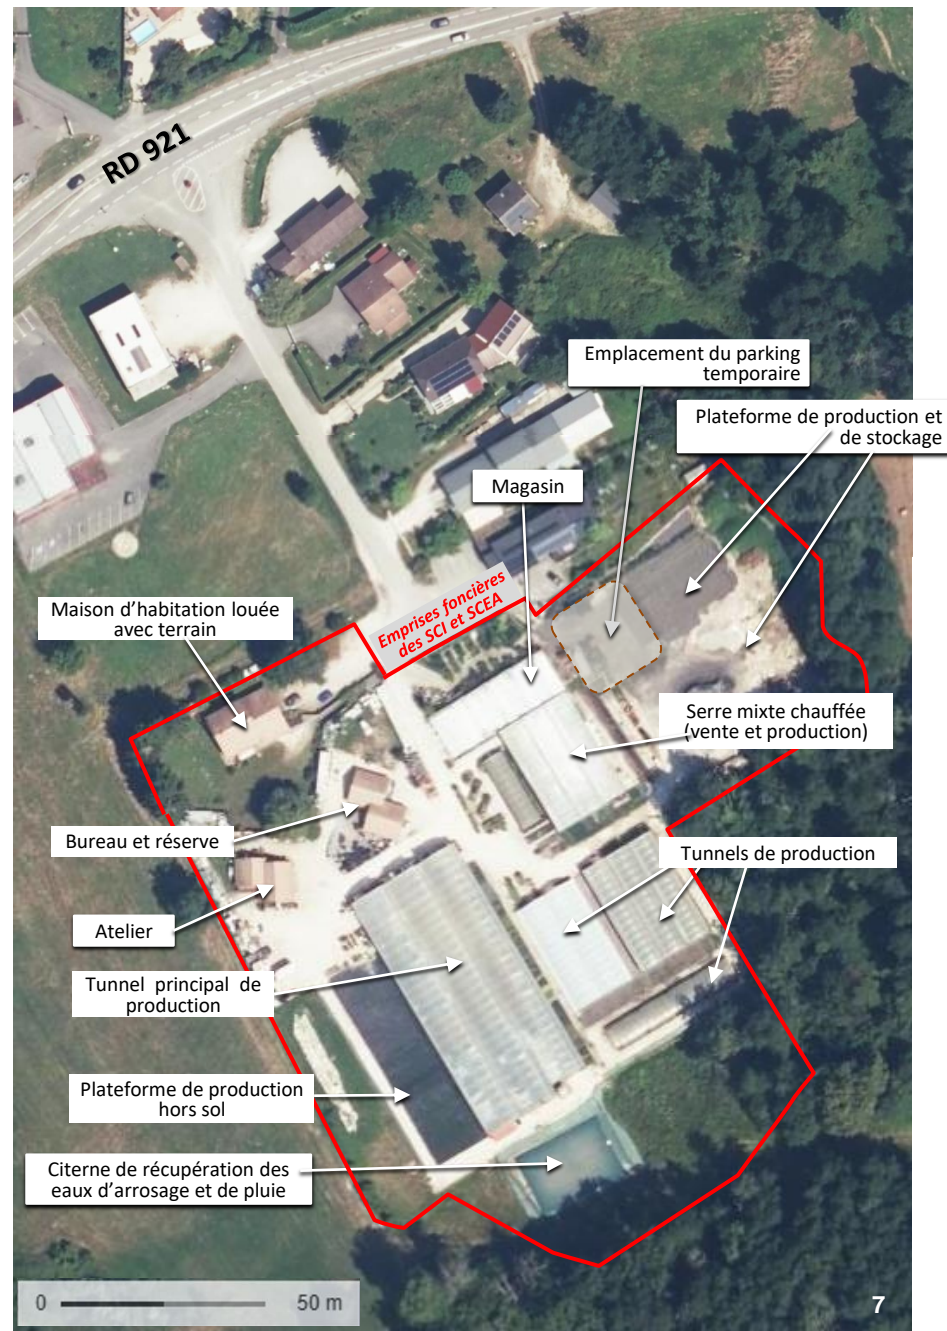 RD 921
Emplacement du parking
temporaire
Plateforme de production et
de stockage
Magasin
Emprises foncières
des SCI et SCEA
Maison d'habitation louée
avec terrain
Serre mixte chauffée
(vente et production)
Bureau et réserve
Tunnels de production
Atelier
Tunnel principal de
production
Plateforme de production
hors sol
Citerne de récupération des
eaux d'arrosage et de pluie
0 50 m
7